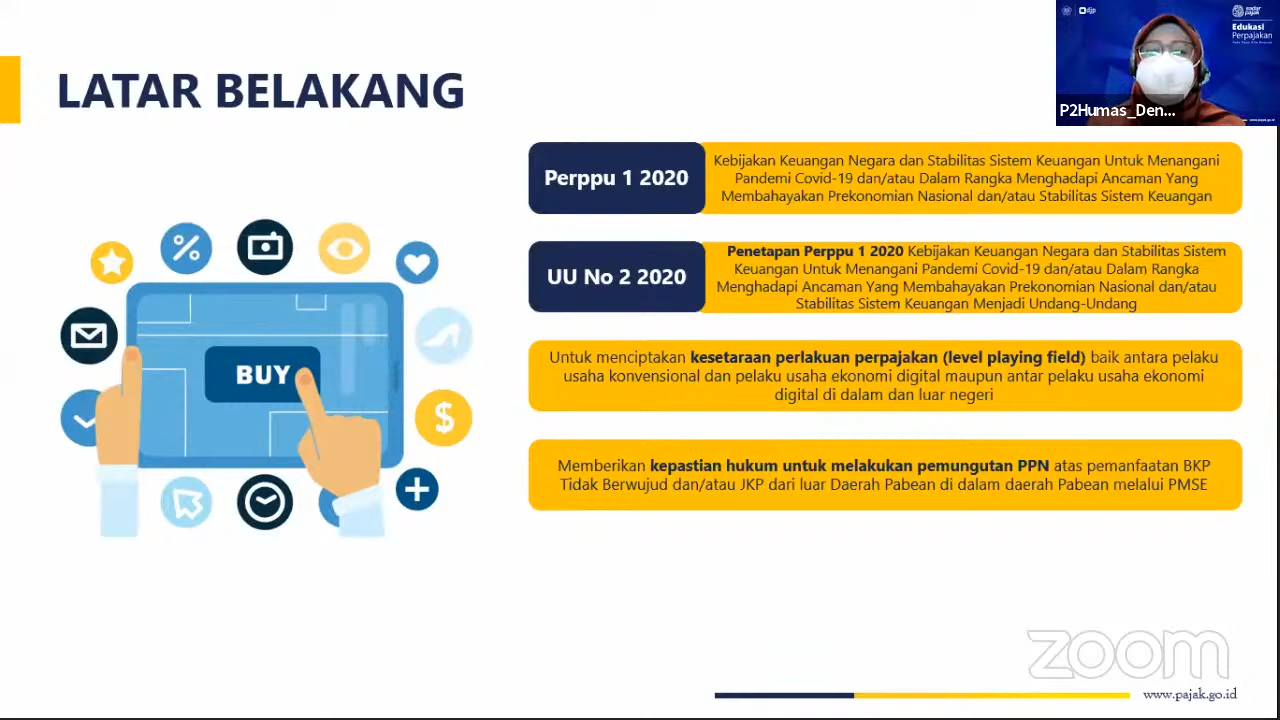 LATAR BELAKANG
djp
sadar
pajak
Edukasi
Perpajakan
P2Humas_Den...
www.pajak.go.id
Perppu 1 2020
Kebijakan Keuangan Negara dan Stabilitas Sistem Keuangan Untuk Menangani
Pandemi Covid-19 dan/atau Dalam Rangka Menghadapi Ancaman Yang
Membahayakan Prekonomian Nasional dan/atau Stabilitas Sistem Keuangan
UU No 2 2020
Penetapan Perppu 1 2020 Kebijakan Keuangan Negara dan Stabilitas Sistem
Keuangan Untuk Menangani Pandemi Covid-19 dan/atau Dalam Rangka
Menghadapi Ancaman Yang Membahayakan Prekonomian Nasional dan/atau
Stabilitas Sistem Keuangan Menjadi Undang-Undang
BUY
$
Untuk menciptakan kesetaraan perlakuan perpajakan (level playing field) baik antara pelaku
usaha konvensional dan pelaku usaha ekonomi digital maupun antar pelaku usaha ekonomi
digital di dalam dan luar negeri
Memberikan kepastian hukum untuk melakukan pemungutan PPN atas pemanfaatan BKP
Tidak Berwujud dan/atau JKP dari luar Daerah Pabean di dalam daerah Pabean melalui PMSE
zoom
www.pajak.go.id